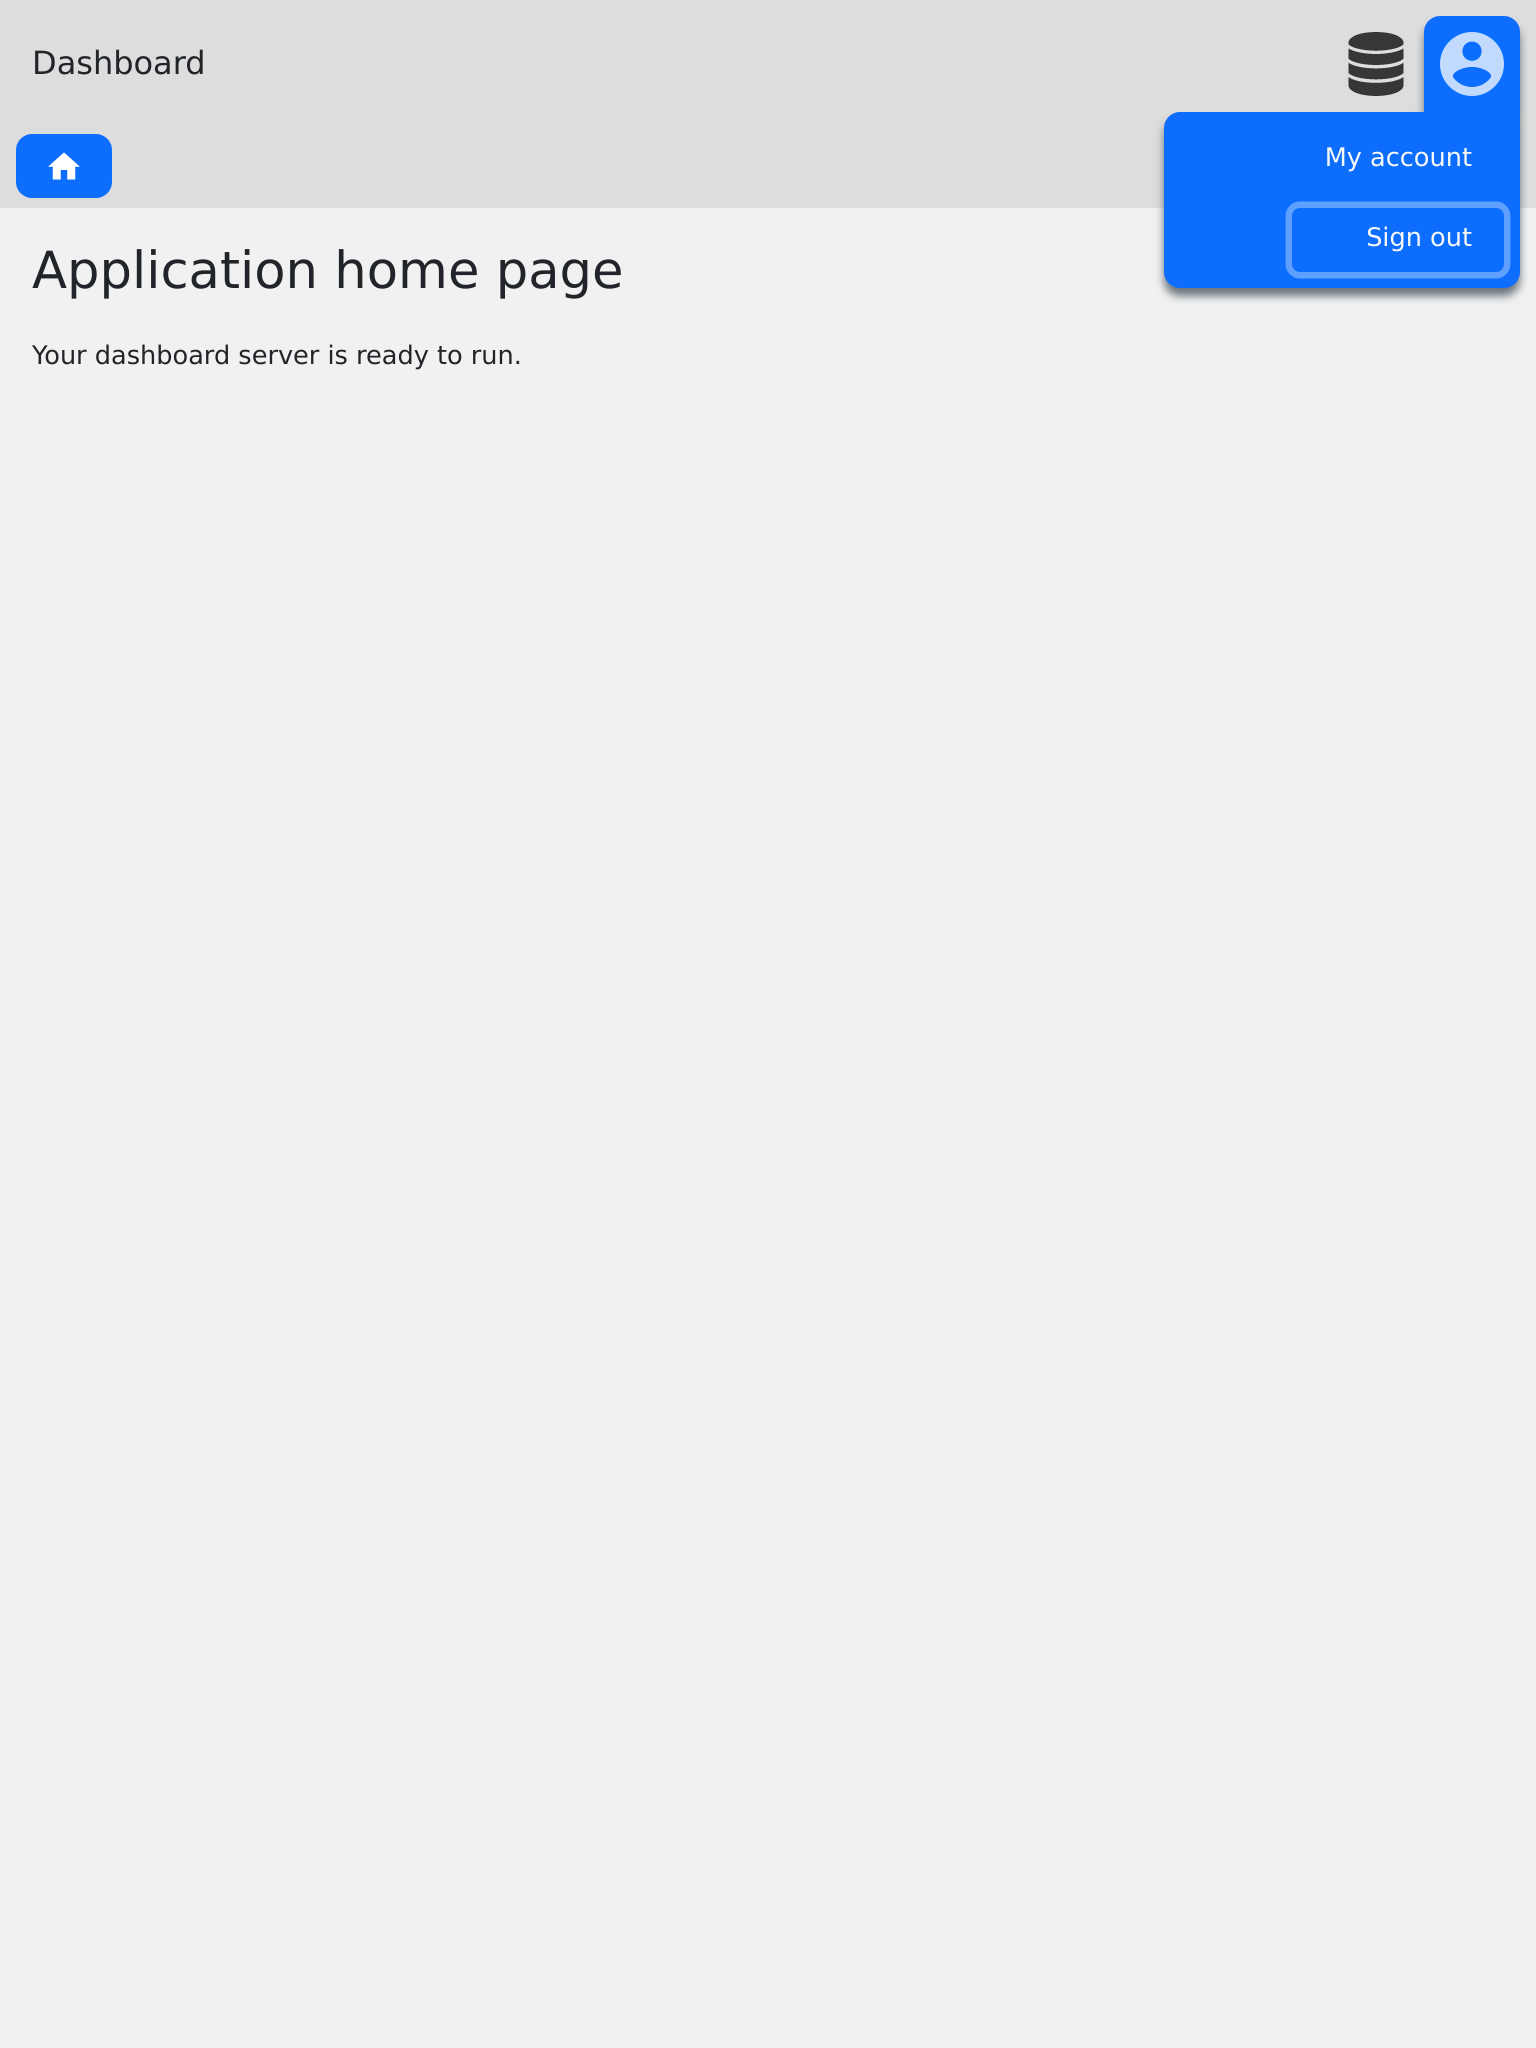 Dashboard
My account
Sign out
Application home page
Your dashboard server is ready to run.